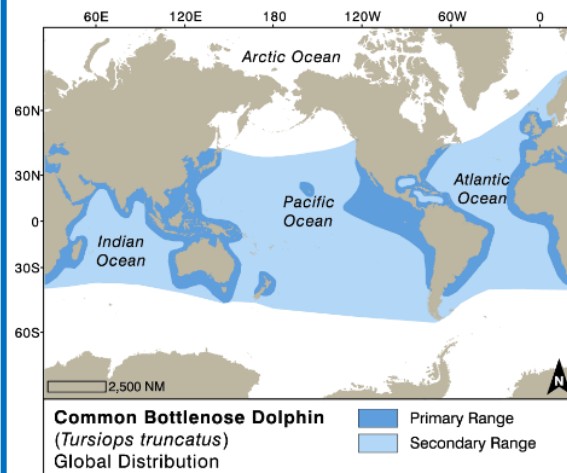 60E 120E 180 120W 60W 0
Arctic Ocean
60N
30N
Atlantic
Ocean
Pacific
Ocean
0
Indian
Ocean
30S
60S
2,500 NM
N
Common Bottlenose Dolphin
(Tursiops truncatus)
Global Distribution
Primary Range
Secondary Range